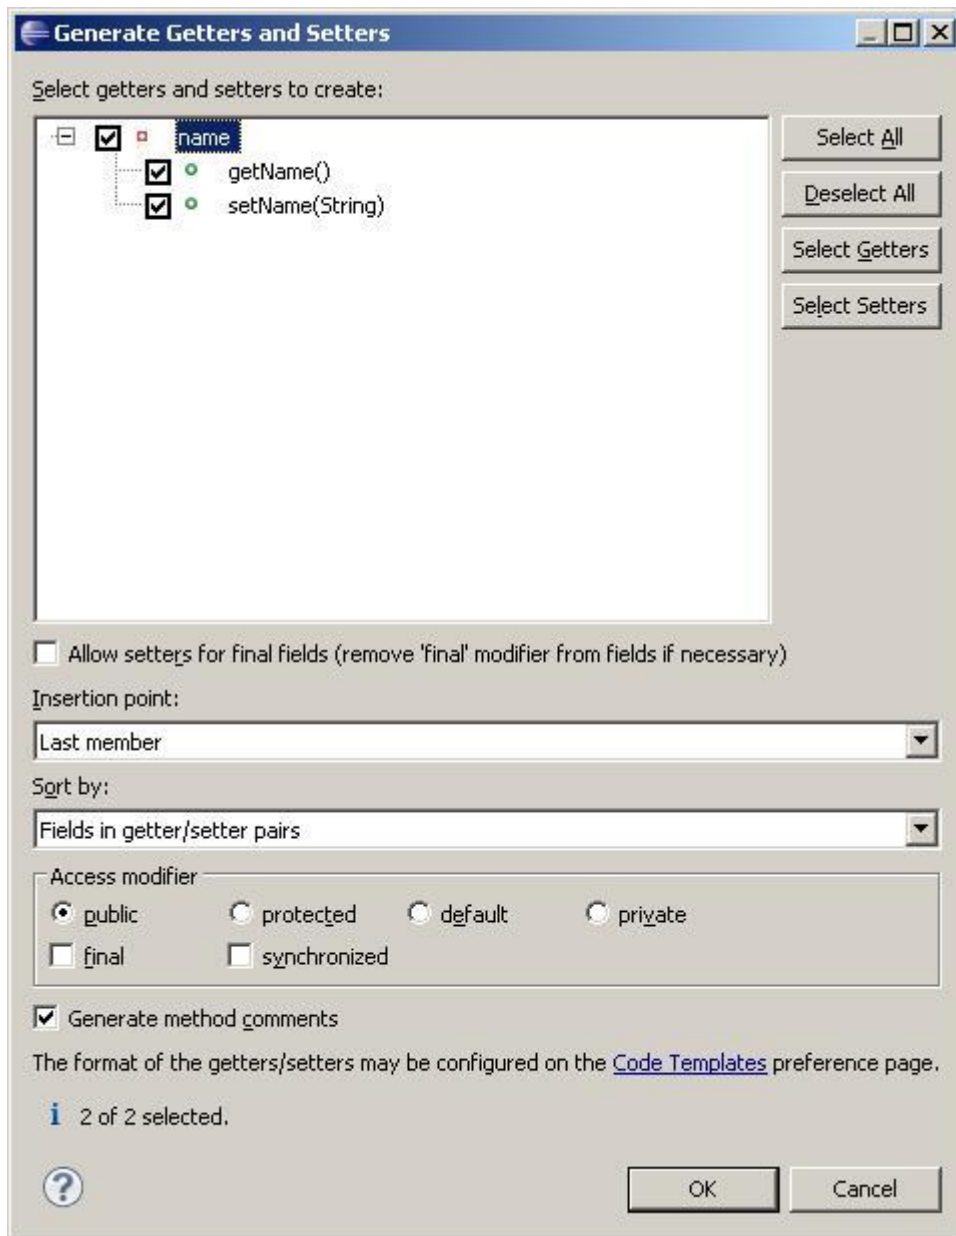 Generate Getters and Setters
Select getters and setters to create:
name
getName()
setName(String)
Select All
Deselect All
Select Getters
Select Setters
Allow setters for final fields (remove 'final' modifier from fields if necessary)
Insertion point:
Last member
Sort by:
Fields in getter/setter pairs
Access modifier
public protected default private
final synchronized
Generate method comments
The format of the getters/setters may be configured on the Code Templates preference page.
i 2 of 2 selected.
?
OK Cancel